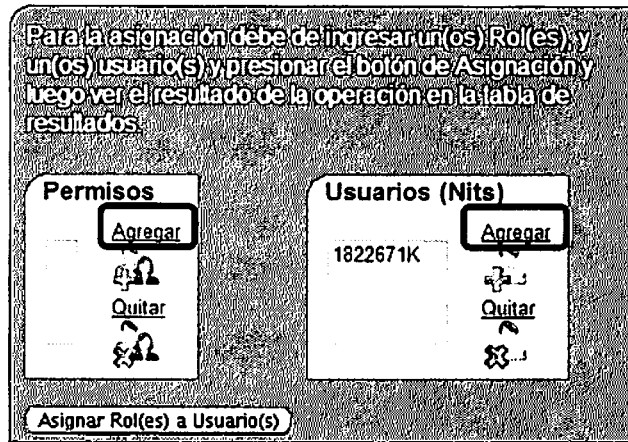 Para la asignación debe de ingresar un(os) Rol(es), y
un(os) usuario(s) y presionar el botón de Asignación y
luego ver el resultado de la operación en la tabla de
resultados.
Permisos
Agregar
Quitar
Usuarios (Nits)
Agregar
1822671K
Quitar
Asignar Rol(es) a Usuario(s)